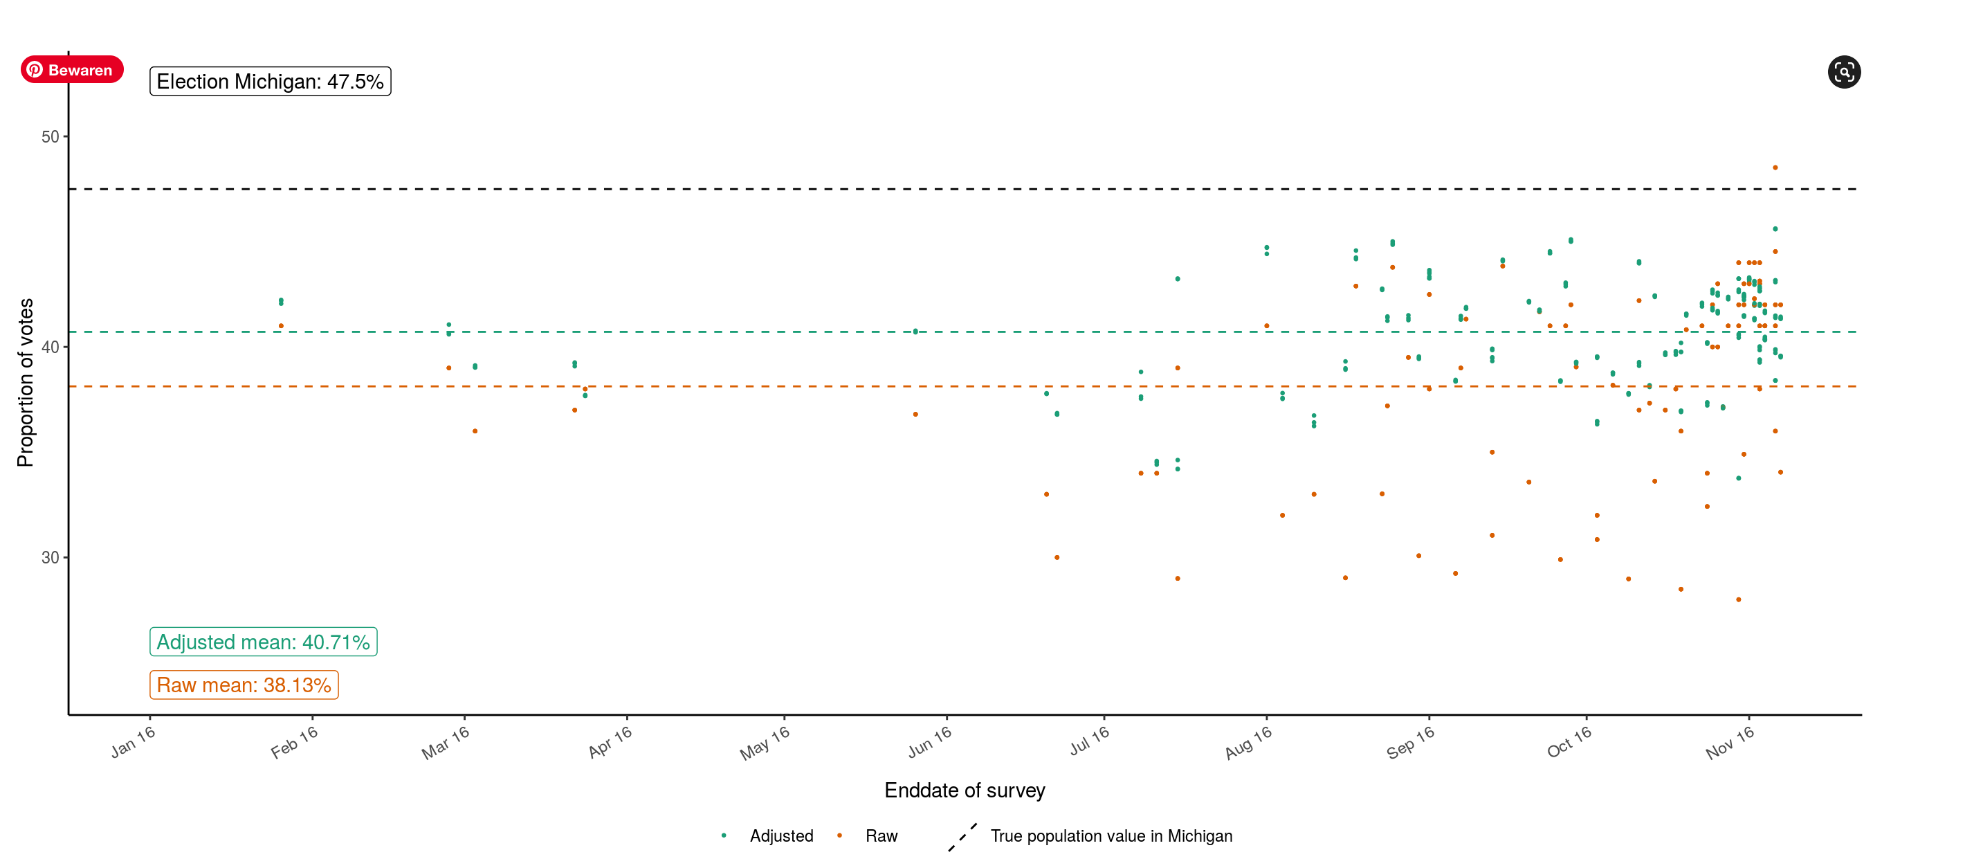 Bewaren
Election Michigan: 47.5%
50
40
30
Proportion of votes
Adjusted mean: 40.71%
Raw mean: 38.13%
Jan 16
Feb 16
Mar 16
Apr 16
May 16
Jun 16
Jul 16
Aug 16
Sep 16
Oct 16
Nov 16
Enddate of survey
Adjusted
Raw
True population value in Michigan